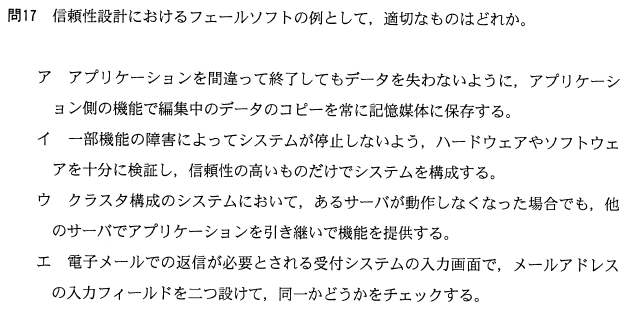 問17 信頼性設計におけるフェールソフトの例として，適切なものはどれか。
ア アプリケーションを間違って終了してもデータを失わないように，アプリケーシ
ョン側の機能で編集中のデータのコピーを常に記憶媒体に保存する。
イ 一部機能の障害によってシステムが停止しないよう，ハードウェアやソフトウェ
アを十分に検証し，信頼性の高いものだけでシステムを構成する。
ウ クラスタ構成のシステムにおいて，あるサーバが動作しなくなった場合でも，他
のサーバでアプリケーションを引き継いで機能を提供する。
エ 電子メールでの返信が必要とされる受付システムの入力画面で，メールアドレス
の入力フィールドを二つ設けて，同一かどうかをチェックする。